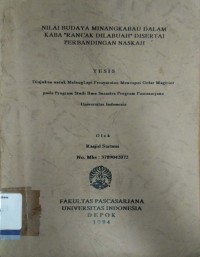 NILAI BUDAYA MINANGKABAU DALAM
KABA "RANCAK DILABUAH" DISERTAI
PERBANDINGAN NASKAH
TESIS
Diajukan untuk Melengkapi Persyaratan Mencapai Gelar Magister
pada Program Studi Ilmu Susastra Program Pascasarjana
Universitas Indonesia
Oleh
No. Mhs.
FAKULTAS PASCASARJANA
UNIVERSITAS INDONESIA
DEPOK
1994